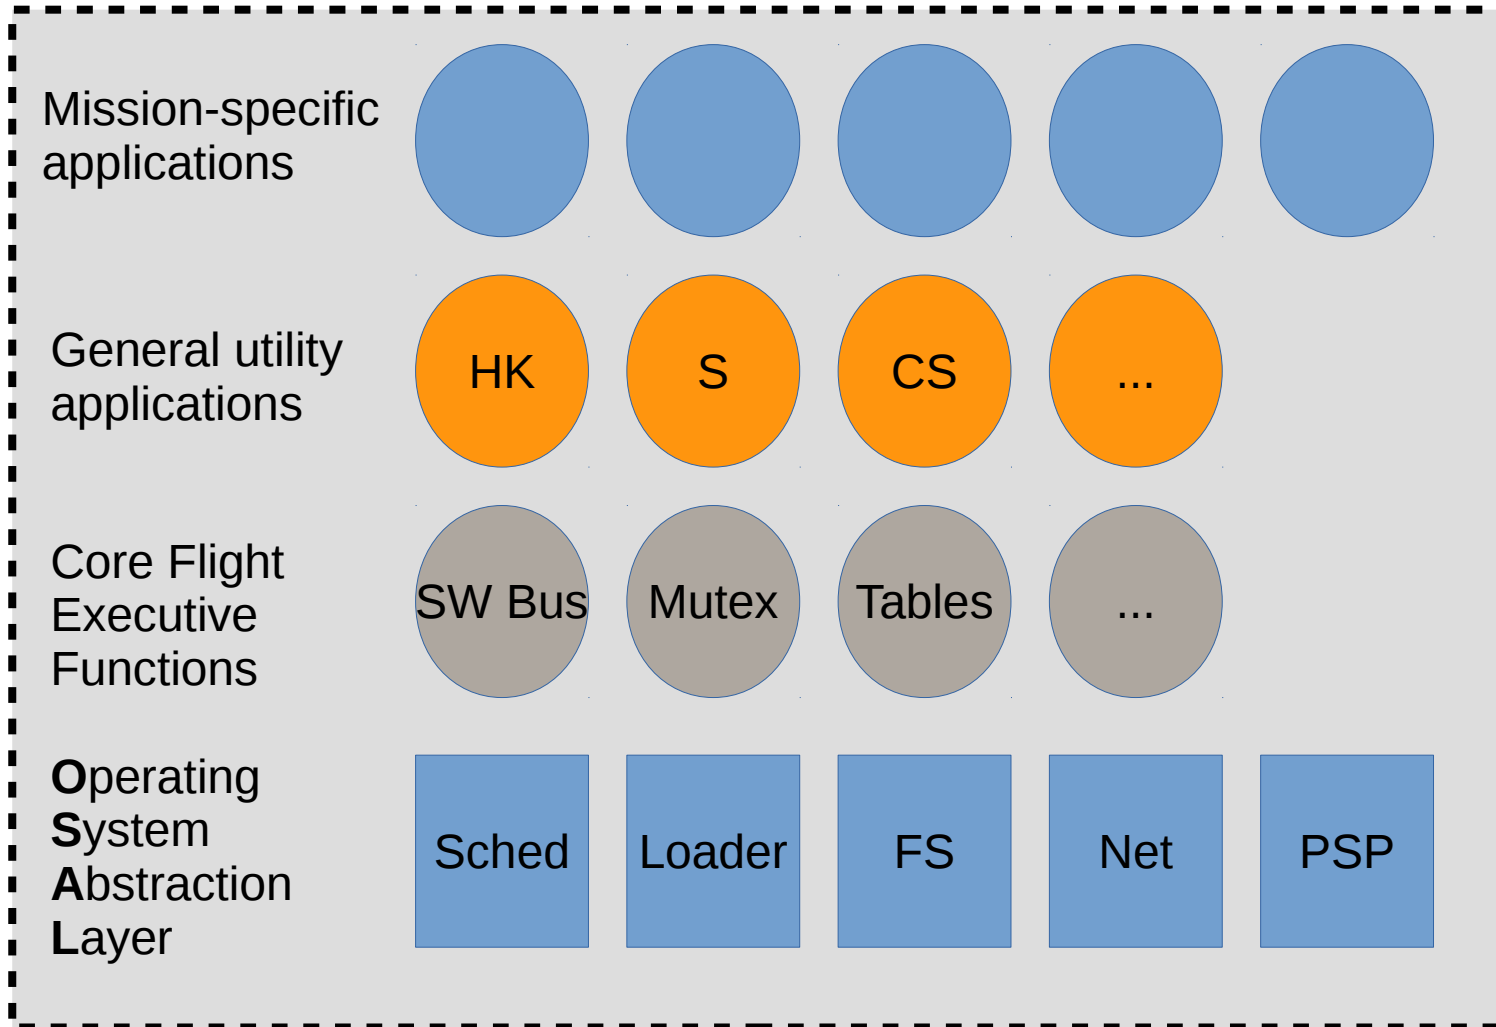 Mission-specific
applications
General utility
applications
HK
S
CS
...
Core Flight
Executive
Functions
SW Bus
Mutex
Tables
...
Operating
System
Abstraction
Layer
Sched
Loader
FS
Net
PSP